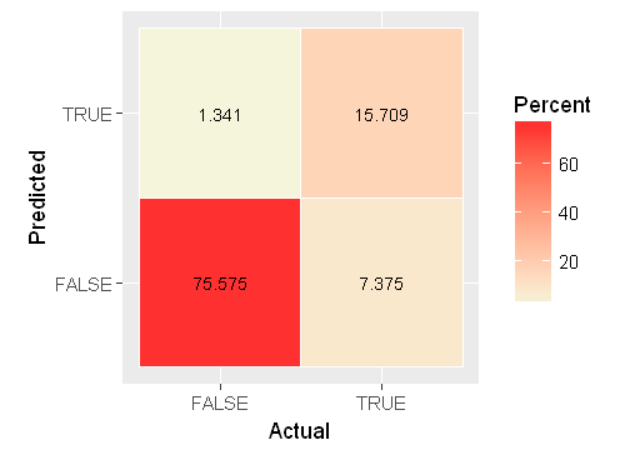 TRUE
1.341
15.709
Percent
60
40
20
Predicted
FALSE
75.575
7.375
FALSE
TRUE
Actual